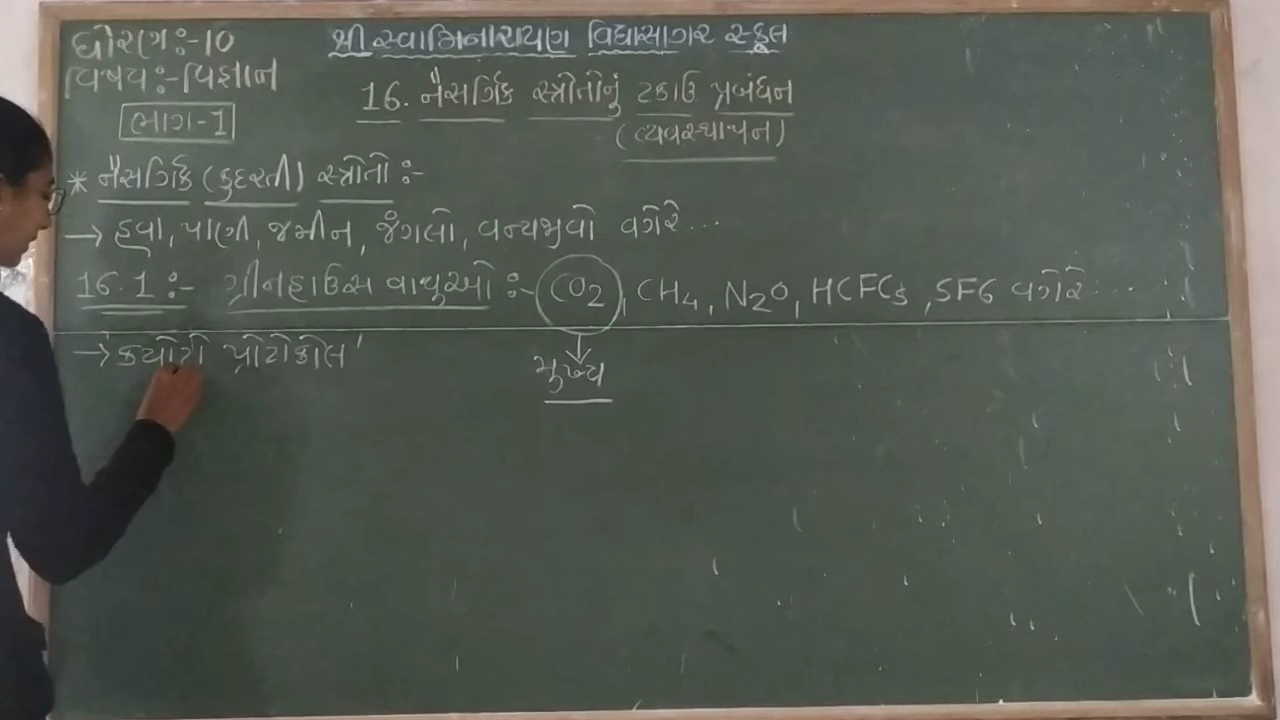 ધોરણ:-10
વિષય:-વિજ્ઞાન
ભાગ-1
શ્રી સ્વામિનારાયણ વિદ્યાસાગર સ્કૂલ
16. નૈસર્ગિક સ્ત્રોતોનું ટકાઉ પ્રબંધન
(વ્યવસ્થાપન)
* નૈસર્ગિક (કુદરતી) સ્ત્રોતો :-
→ હવા, પાણી, જમીન, જંગલો, વન્યજીવો વગેરે...
16.1 :- ગ્રીનહાઉસ વાયુઓ :- CO2, CH4, N2O, HCFCs, SF6 વગેરે...
→ 'ક્યોટો પ્રોટોકોલ'
મુખ્ય